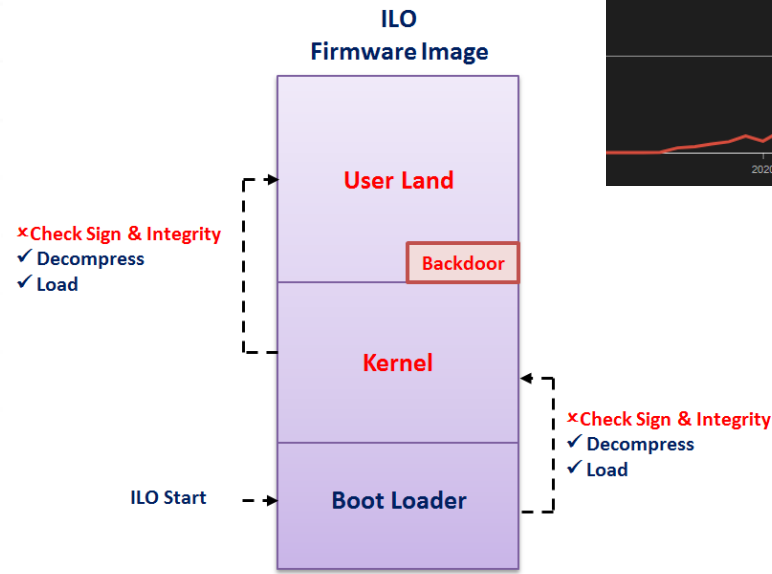 ILO
Firmware Image
User Land
✗Check Sign & Integrity
✓ Decompress
✓ Load
Backdoor
Kernel
✗Check Sign & Integrity
✓ Decompress
✓ Load
ILO Start
Boot Loader